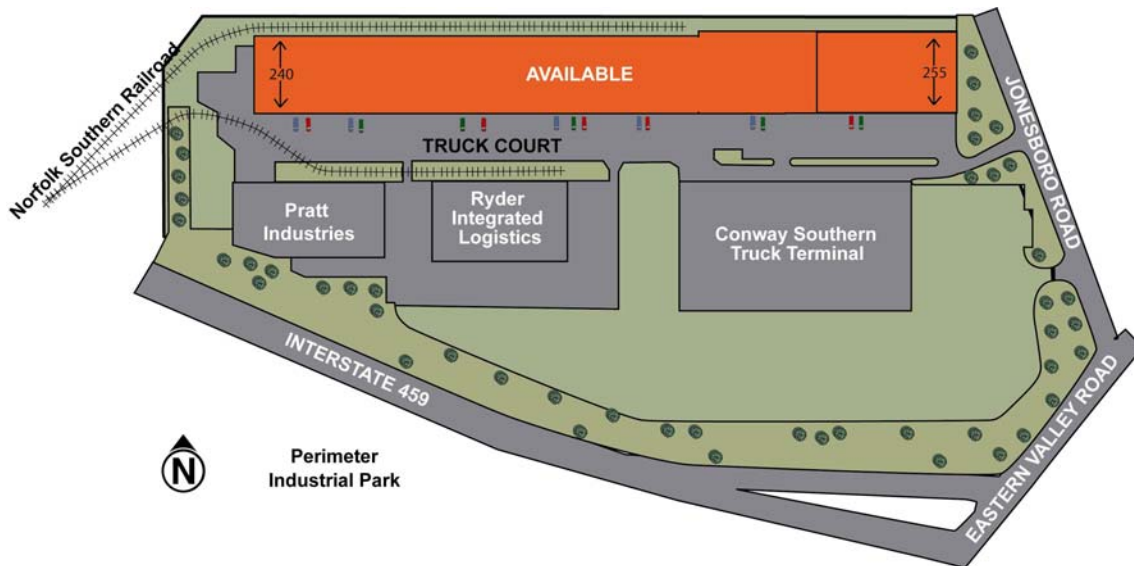 Norfolk Southern Railroad
240
AVAILABLE
255
JONESBORO ROAD
TRUCK COURT
Pratt
Industries
Ryder
Integrated
Logistics
Conway Southern
Truck Terminal
INTERSTATE 459
EASTERN VALLEY ROAD
N
Perimeter
Industrial Park